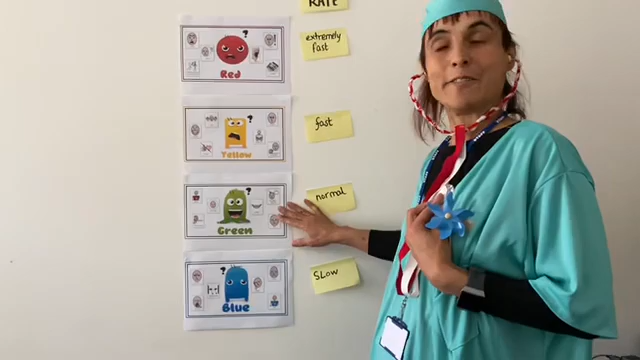 RATE
extremely
fast
?
Red
fast
?
Yellow
normal
?
Green
SLOW
?
Blue